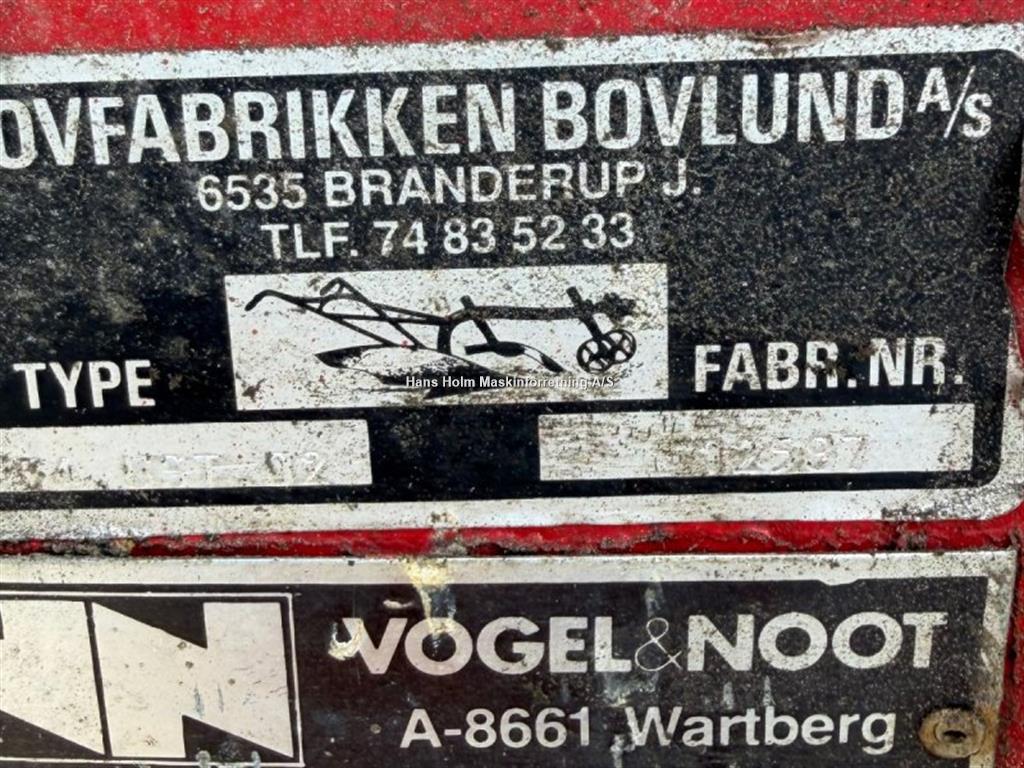 OVFABRIKKEN BOVLUND A/S
6535 BRANDERUP J.
TLF. 74 83 52 33
TYPE
FABR. NR.
Hans Holm Maskinforretning A/S
VOGEL & NOOT
A-8661 Wartberg